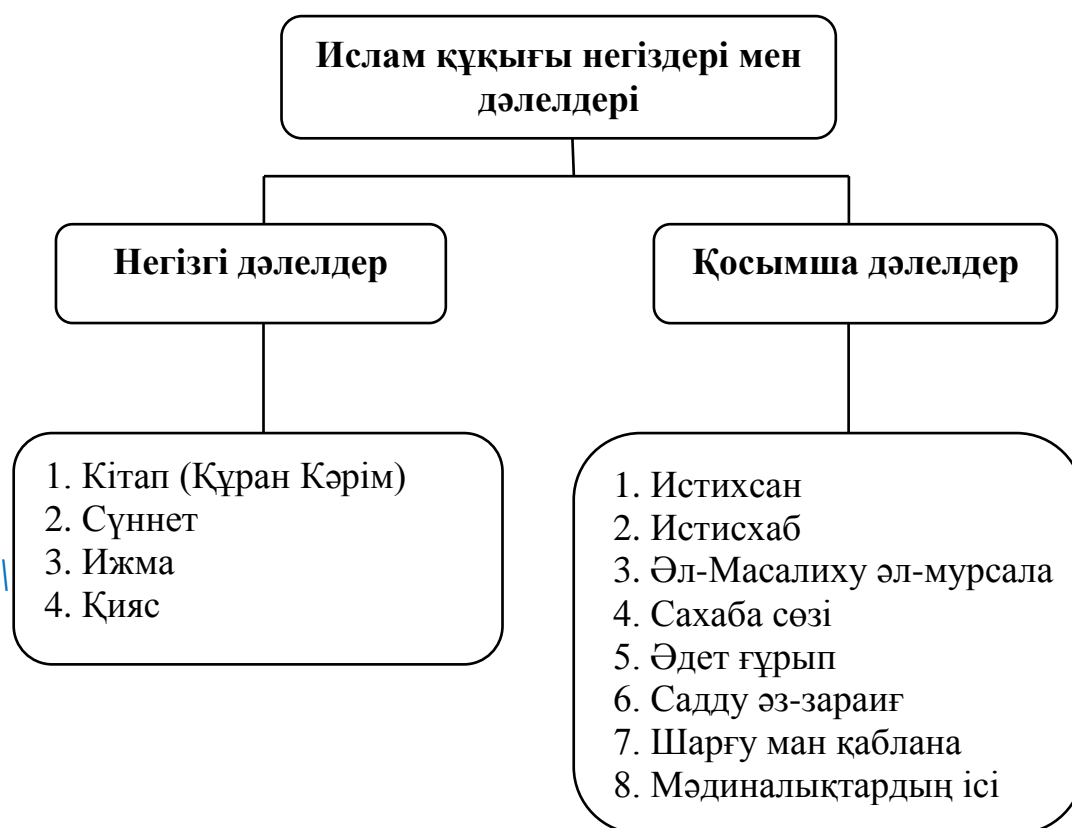 Ислам құқығы негіздері мен
дәлелдері
Негізгі дәлелдер
Қосымша дәлелдер
1. Кітап (Құран Кәрім)
2. Сүннет
3. Ижма
4. Қияс
1. Истихсан
2. Истисхаб
3. Әл-Масалиху әл-мурсала
4. Сахаба сөзі
5. Әдет ғұрып
6. Садду әз-зараиғ
7. Шарғу ман қаблана
8. Мәдиналықтардың ісі